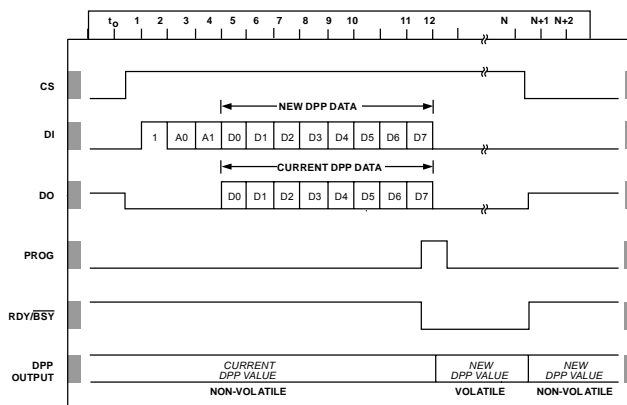 to 1 2 3 4 5 6 7 8 9 10 11 12 N N+1 N+2
CS
NEW DPP DATA
DI 1 A0 A1 D0 D1 D2 D3 D4 D5 D6 D7
CURRENT DPP DATA
DO D0 D1 D2 D3 D4 D5 D6 D7
PROG
RDY/BSY
DPP
OUTPUT
CURRENT
DPP VALUE
NON-VOLATILE
NEW
DPP VALUE
VOLATILE
NEW
DPP VALUE
NON-VOLATILE